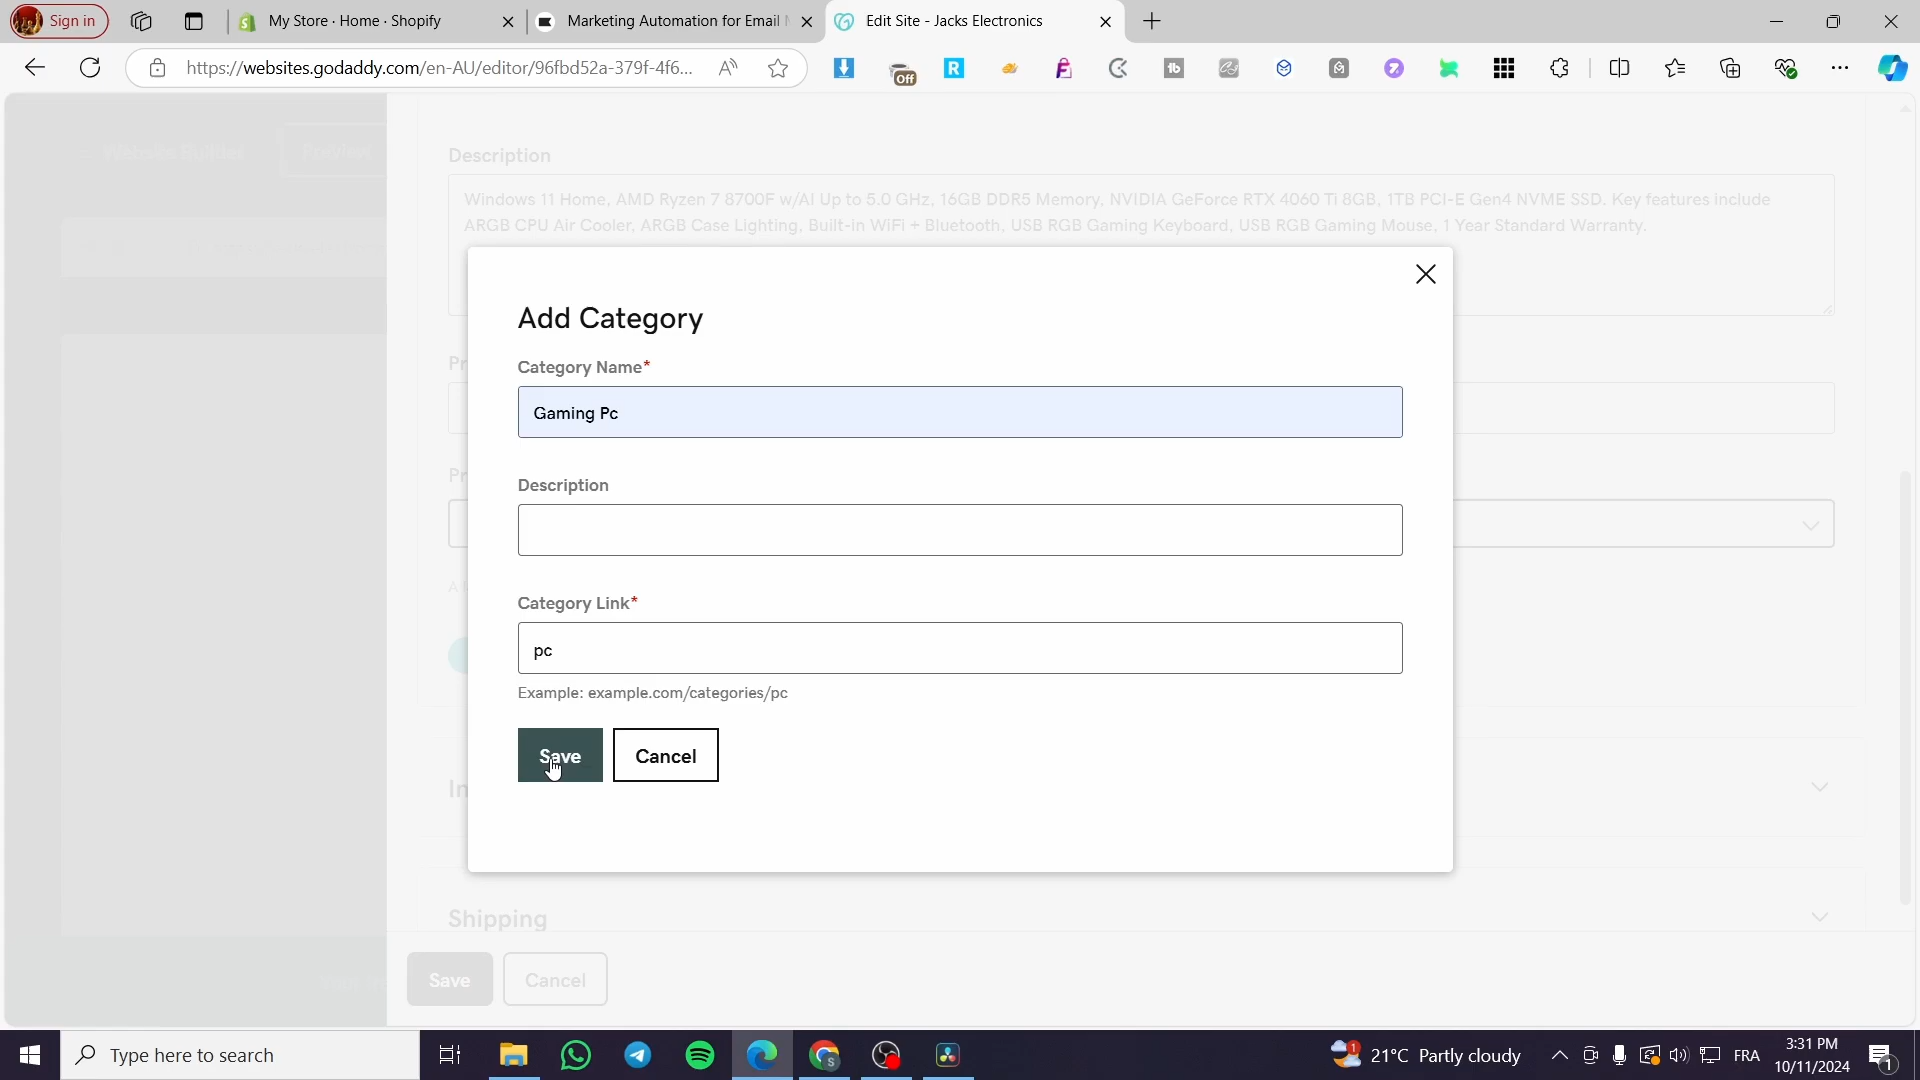 Sign in
My Store · Home · Shopify
Marketing Automation for Email
Edit Site - Jacks Electronics
https://websites.godaddy.com/en-AU/editor/96fbd52a-379f-4f6...
Off
Website Builder
Preview
Description
Windows 11 Home, AMD Ryzen 7 8700F w/AI Up to 5.0 GHz, 16GB DDR5 Memory, NVIDIA GeForce RTX 4060 Ti 8GB, 1TB PCI-E Gen4 NVME SSD. Key features include
ARGB CPU Air Cooler, ARGB Case Lighting, Built-in WiFi + Bluetooth, USB RGB Gaming Keyboard, USB RGB Gaming Mouse, 1 Year Standard Warranty.
Add Category
Category Name*
Gaming Pc
Description
Category Link*
pc
Example: example.com/categories/pc
Save
Cancel
Shipping
Save
Cancel
Type here to search
21°C Partly cloudy
FRA
3:31 PM
10/11/2024
1